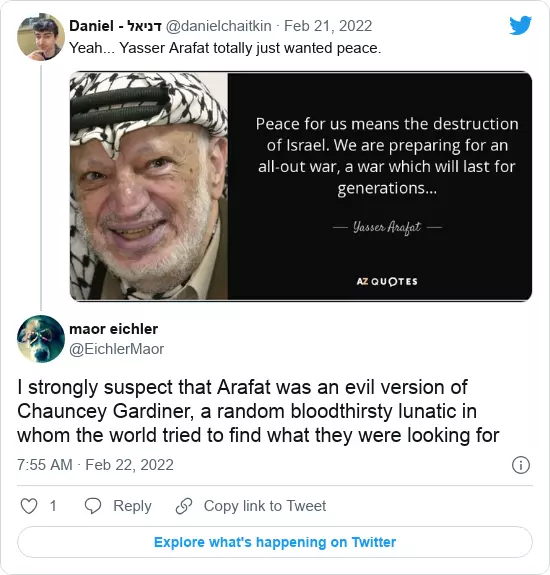 Daniel - דניאל @danielchaitkin · Feb 21, 2022
Yeah... Yasser Arafat totally just wanted peace.
Peace for us means the destruction
of Israel. We are preparing for an
all-out war, a war which will last for
generations...
— Yasser Arafat —
AZ QUOTES
maor eichler
@EichlerMaor
I strongly suspect that Arafat was an evil version of
Chauncey Gardiner, a random bloodthirsty lunatic in
whom the world tried to find what they were looking for
7:55 AM · Feb 22, 2022
1 Reply Copy link to Tweet
Explore what's happening on Twitter